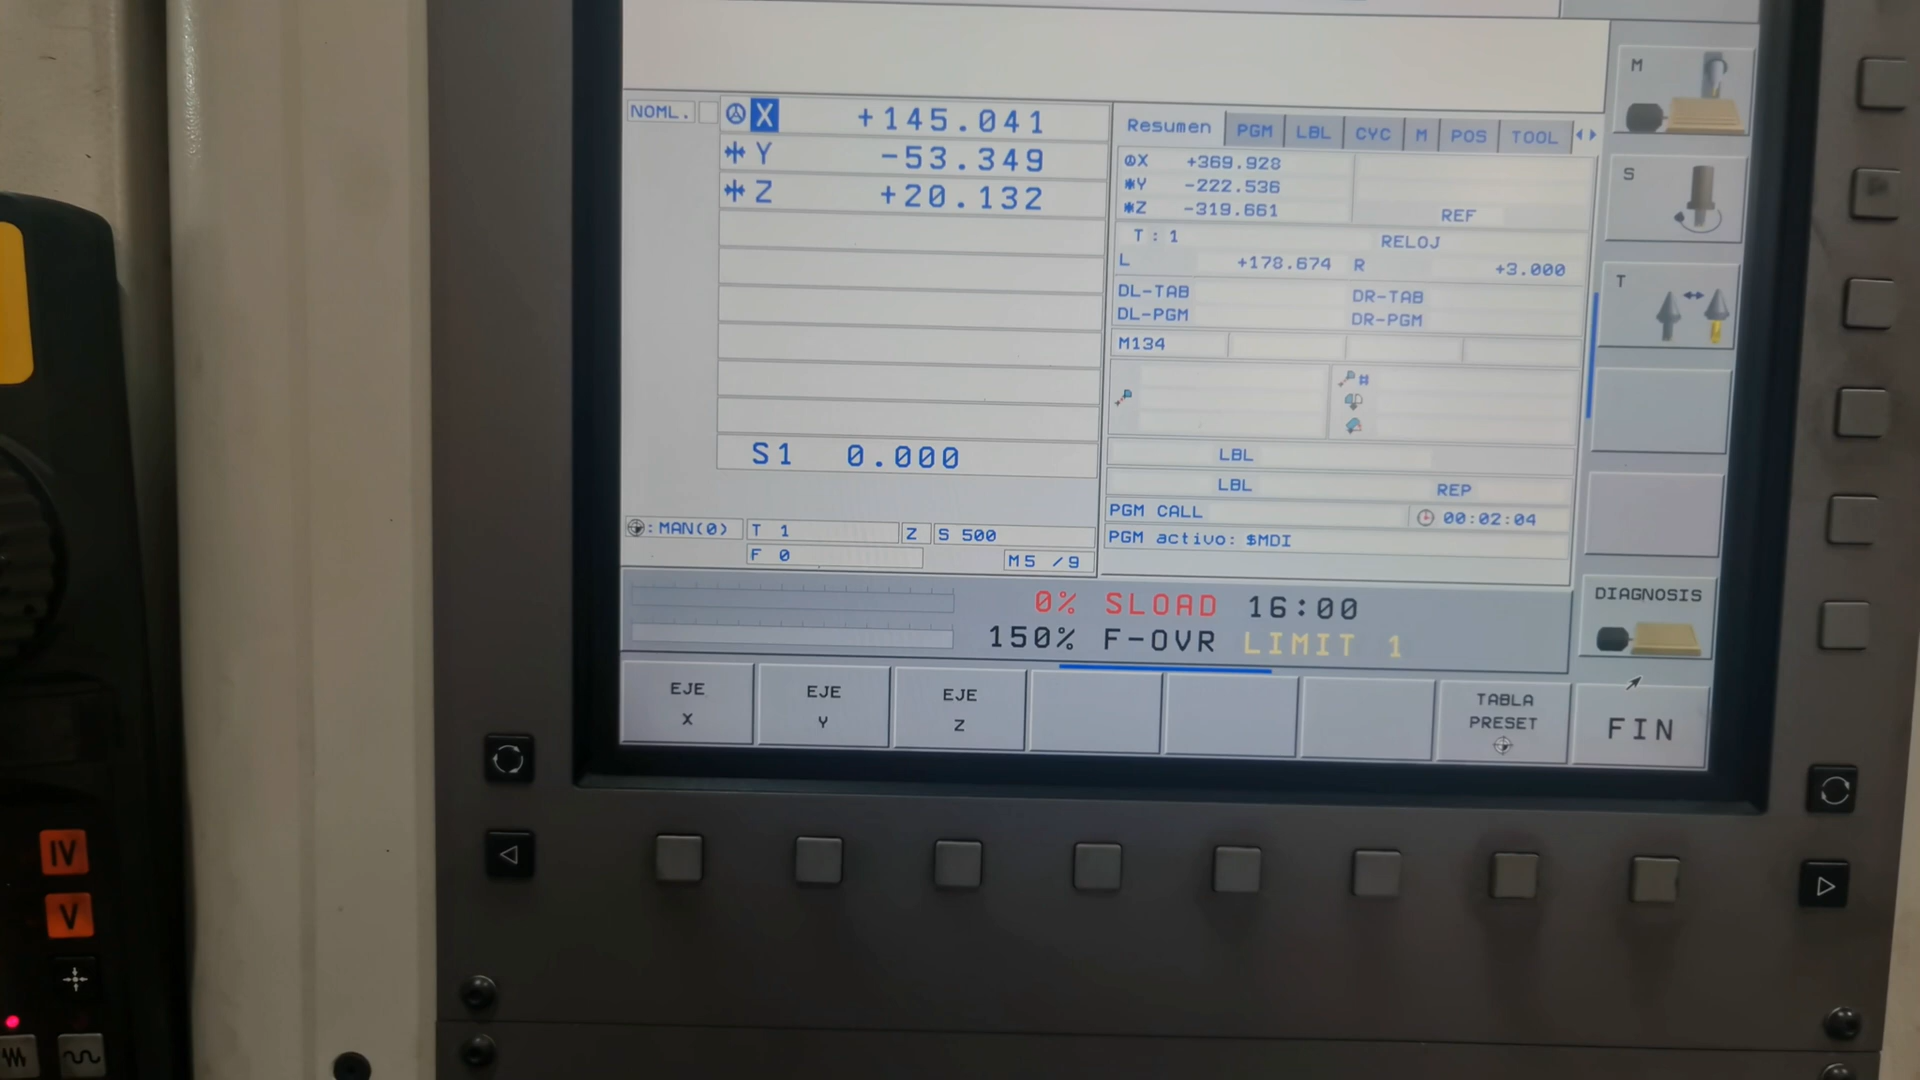 NOML. X +145.041
Y -53.349
Z +20.132
S1 0.000
:MAN(0) T 1 Z S 500
F 0 M5 /9
Resumen PGM LBL CYC M POS TOOL
X +369.928
*Y -222.536
*Z -319.661
REF
T : 1 RELOJ
L +178.674 R +3.000
DL-TAB DR-TAB
DL-PGM DR-PGM
M134
#
LBL
LBL REP
PGM CALL 00:02:04
PGM activo: $MDI
0% SLOAD 16:00
150% F-OVR LIMIT 1
M
S
T
DIAGNOSIS
EJE
X
EJE
Y
EJE
Z
TABLA
PRESET
FIN
IV
V